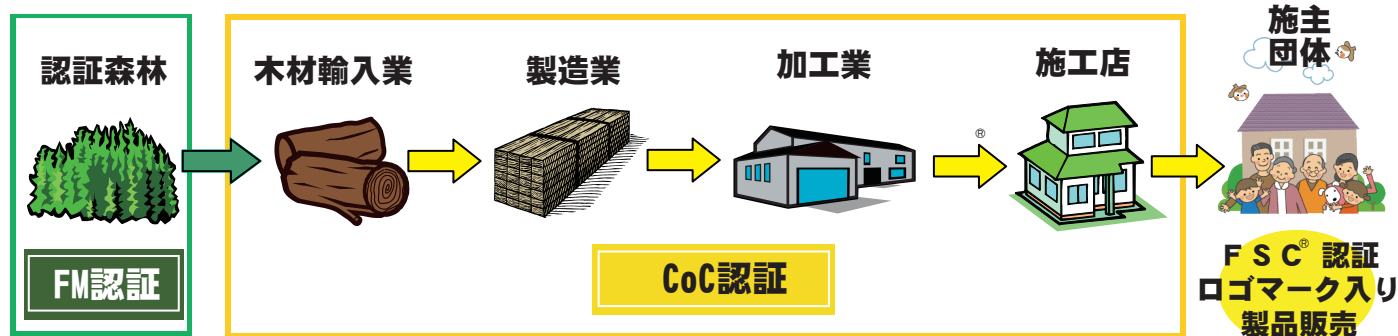 認証森林
木材輸入業
製造業
加工業
施工店
施主
団体
®
FM認証
CoC認証
FSC® 認証
ロゴマーク入り
製品販売